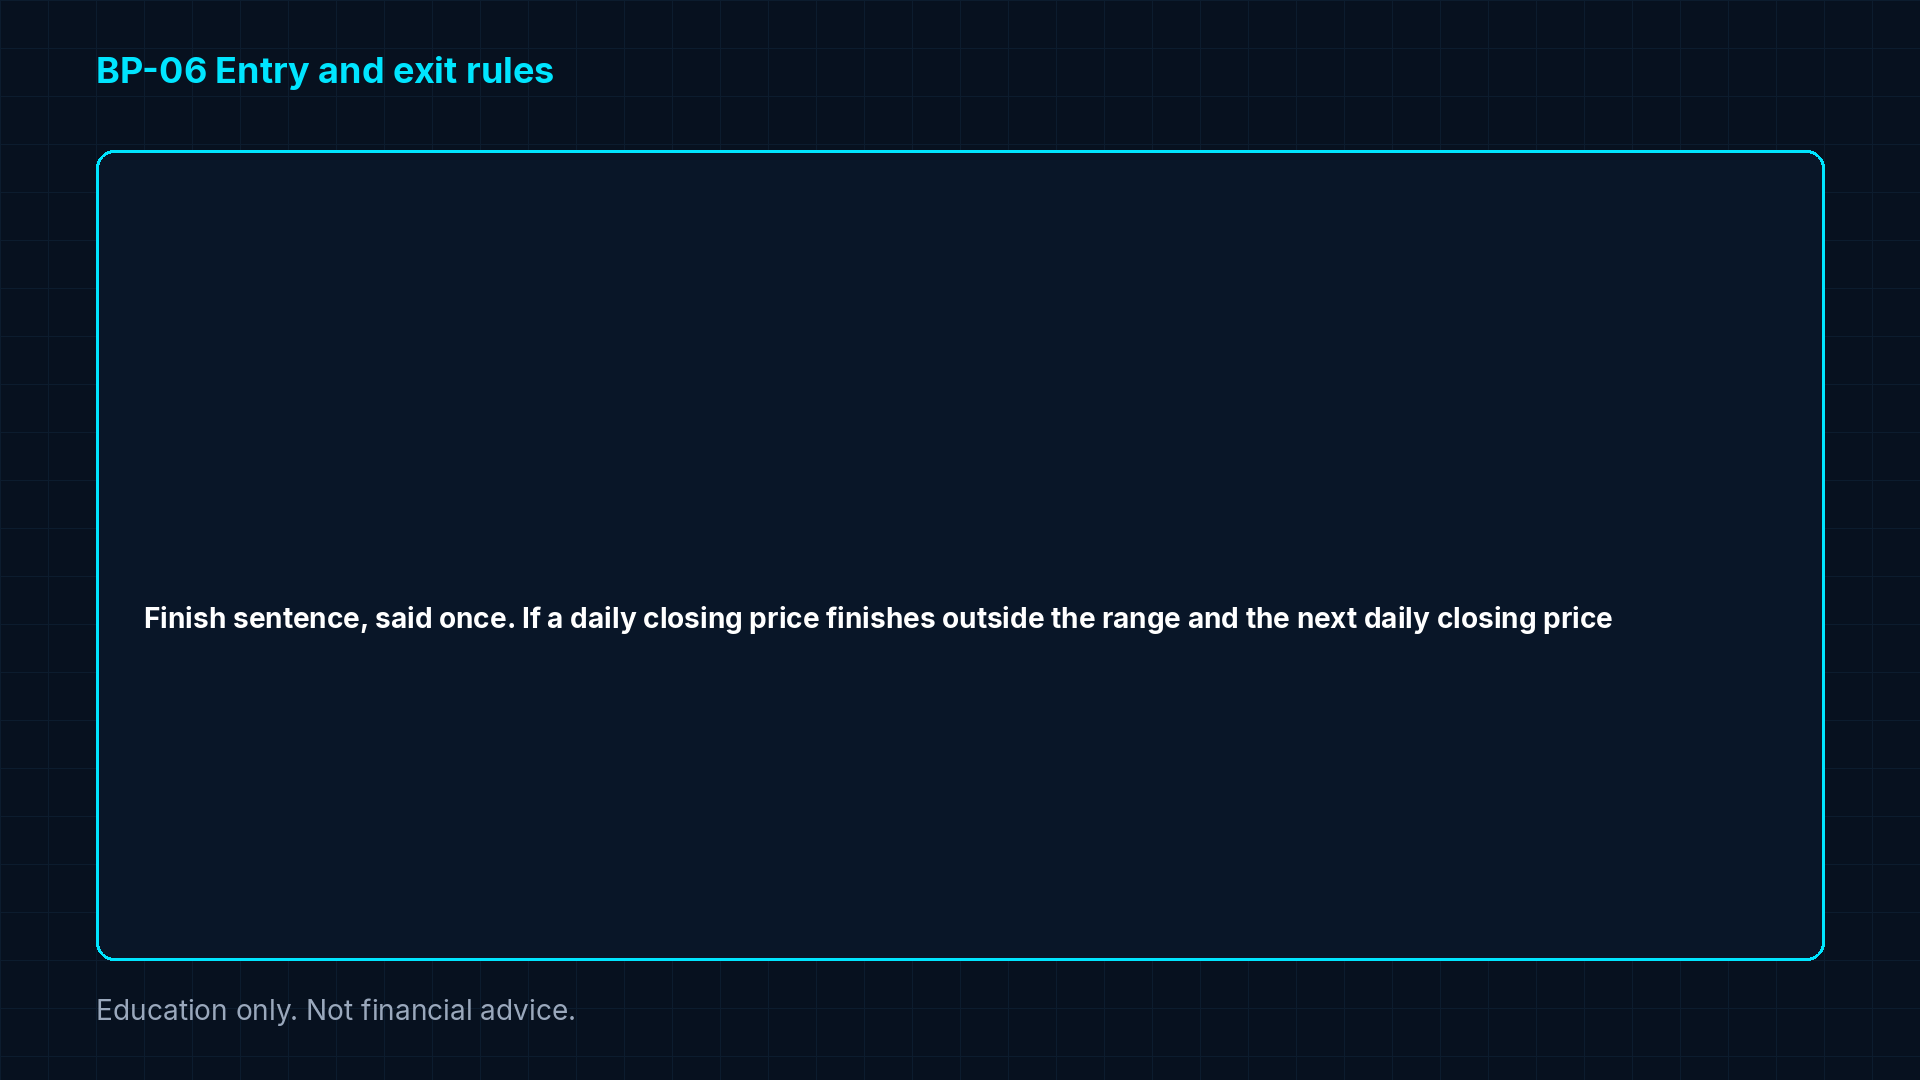 BP-06 Entry and exit rules
Finish sentence, said once. If a daily closing price finishes outside the range and the next daily closing price
Education only. Not financial advice.